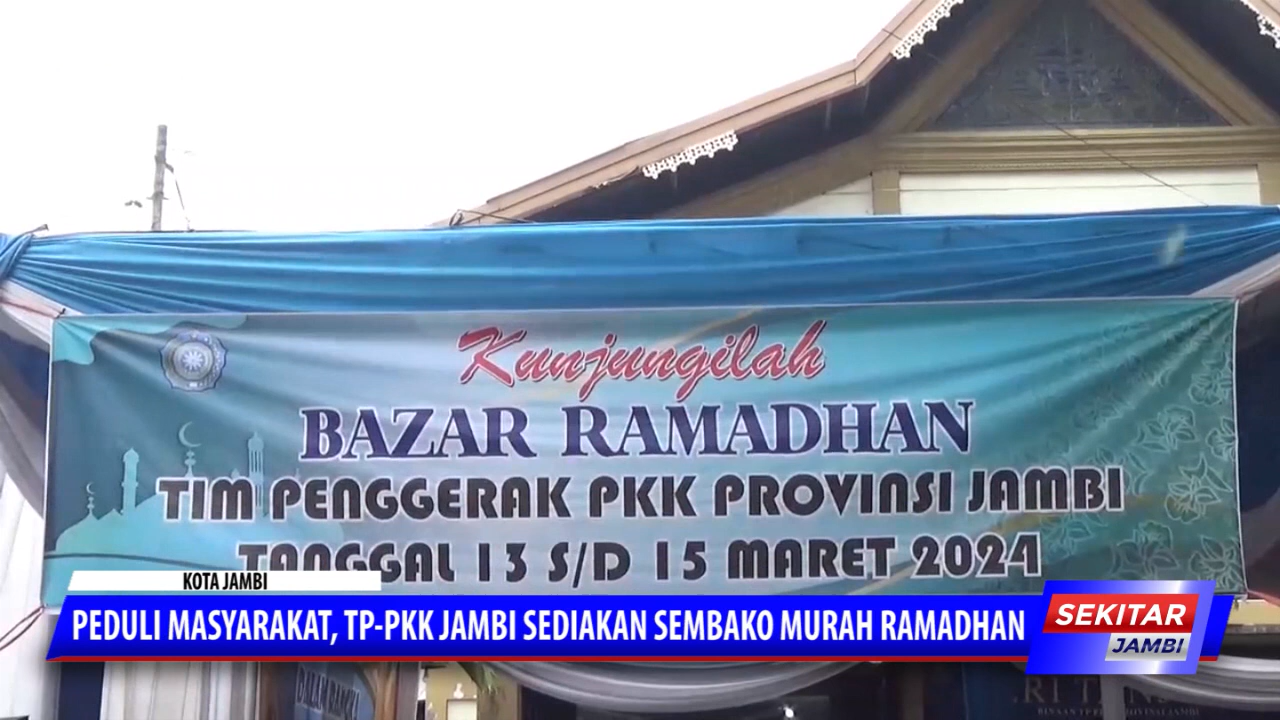 Kunjungilah
BAZAR RAMADHAN
TIM PENGGERAK PKK PROVINSI JAMBI
TANGGAL 13 S/D 15 MARET 2024
KOTA JAMBI
PEDULI MASYARAKAT, TP-PKK JAMBI SEDIAKAN SEMBAKO MURAH RAMADHAN
SEKITAR
JAMBI